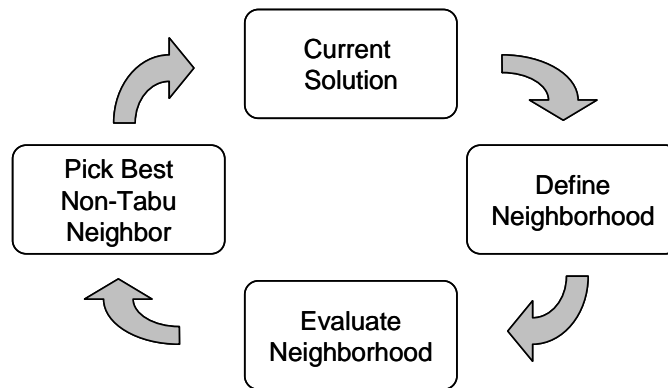 Current
Solution
Define
Neighborhood
Evaluate
Neighborhood
Pick Best
Non-Tabu
Neighbor